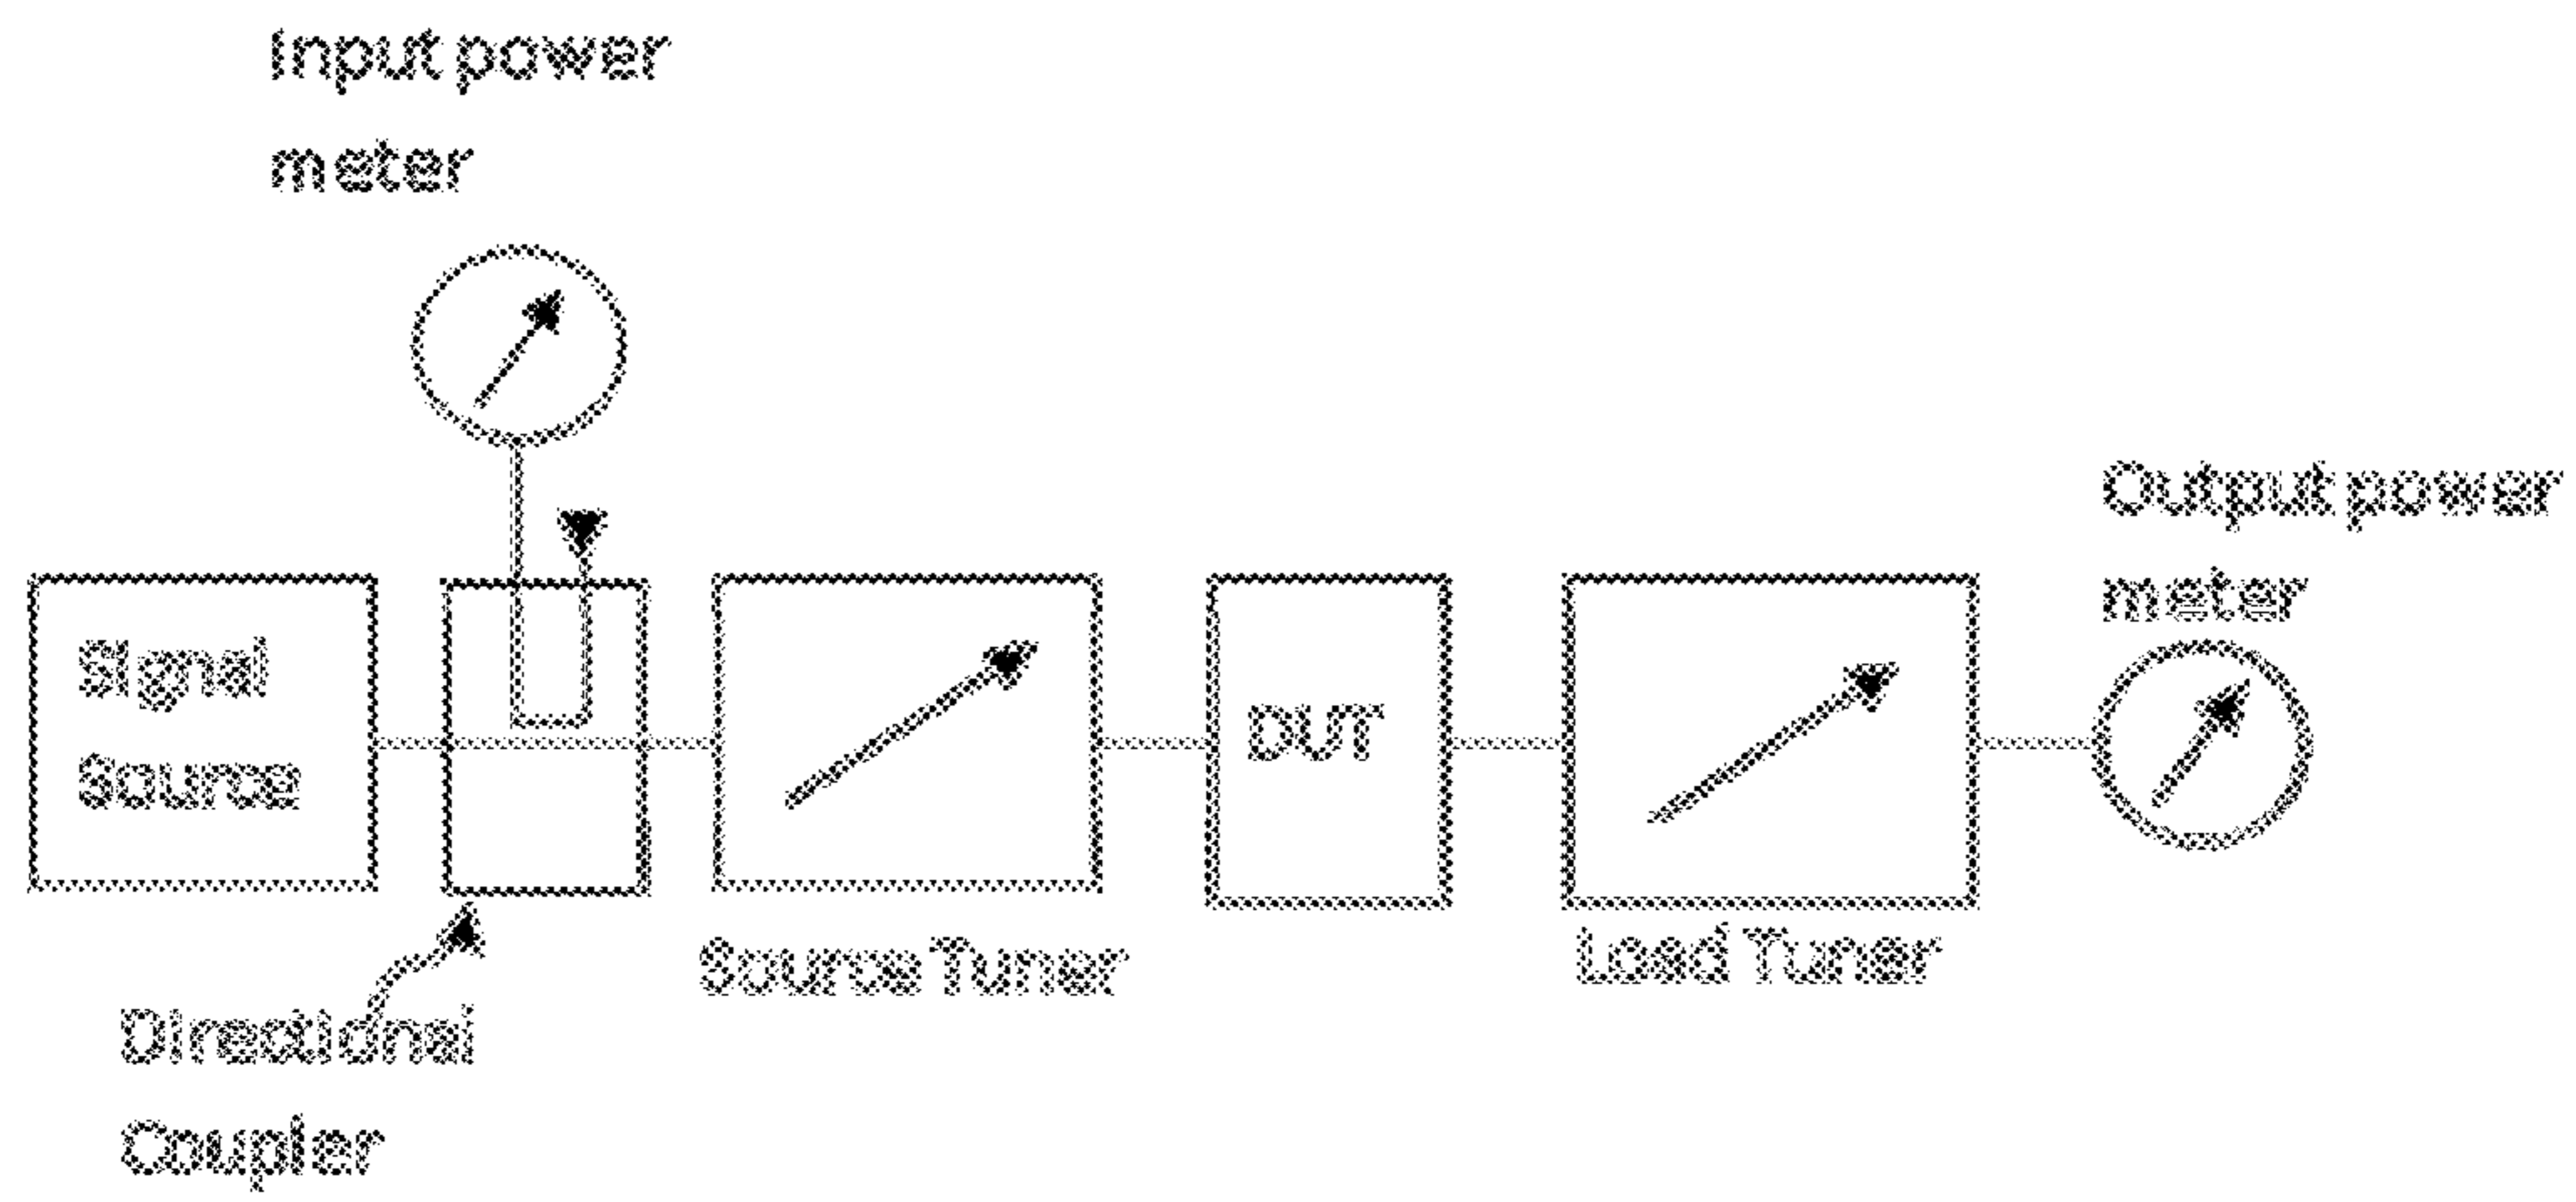 Input power
meter
Output power
meter
Signal
Source
DUT
Source Tuner
Load Tuner
Directional
Coupler